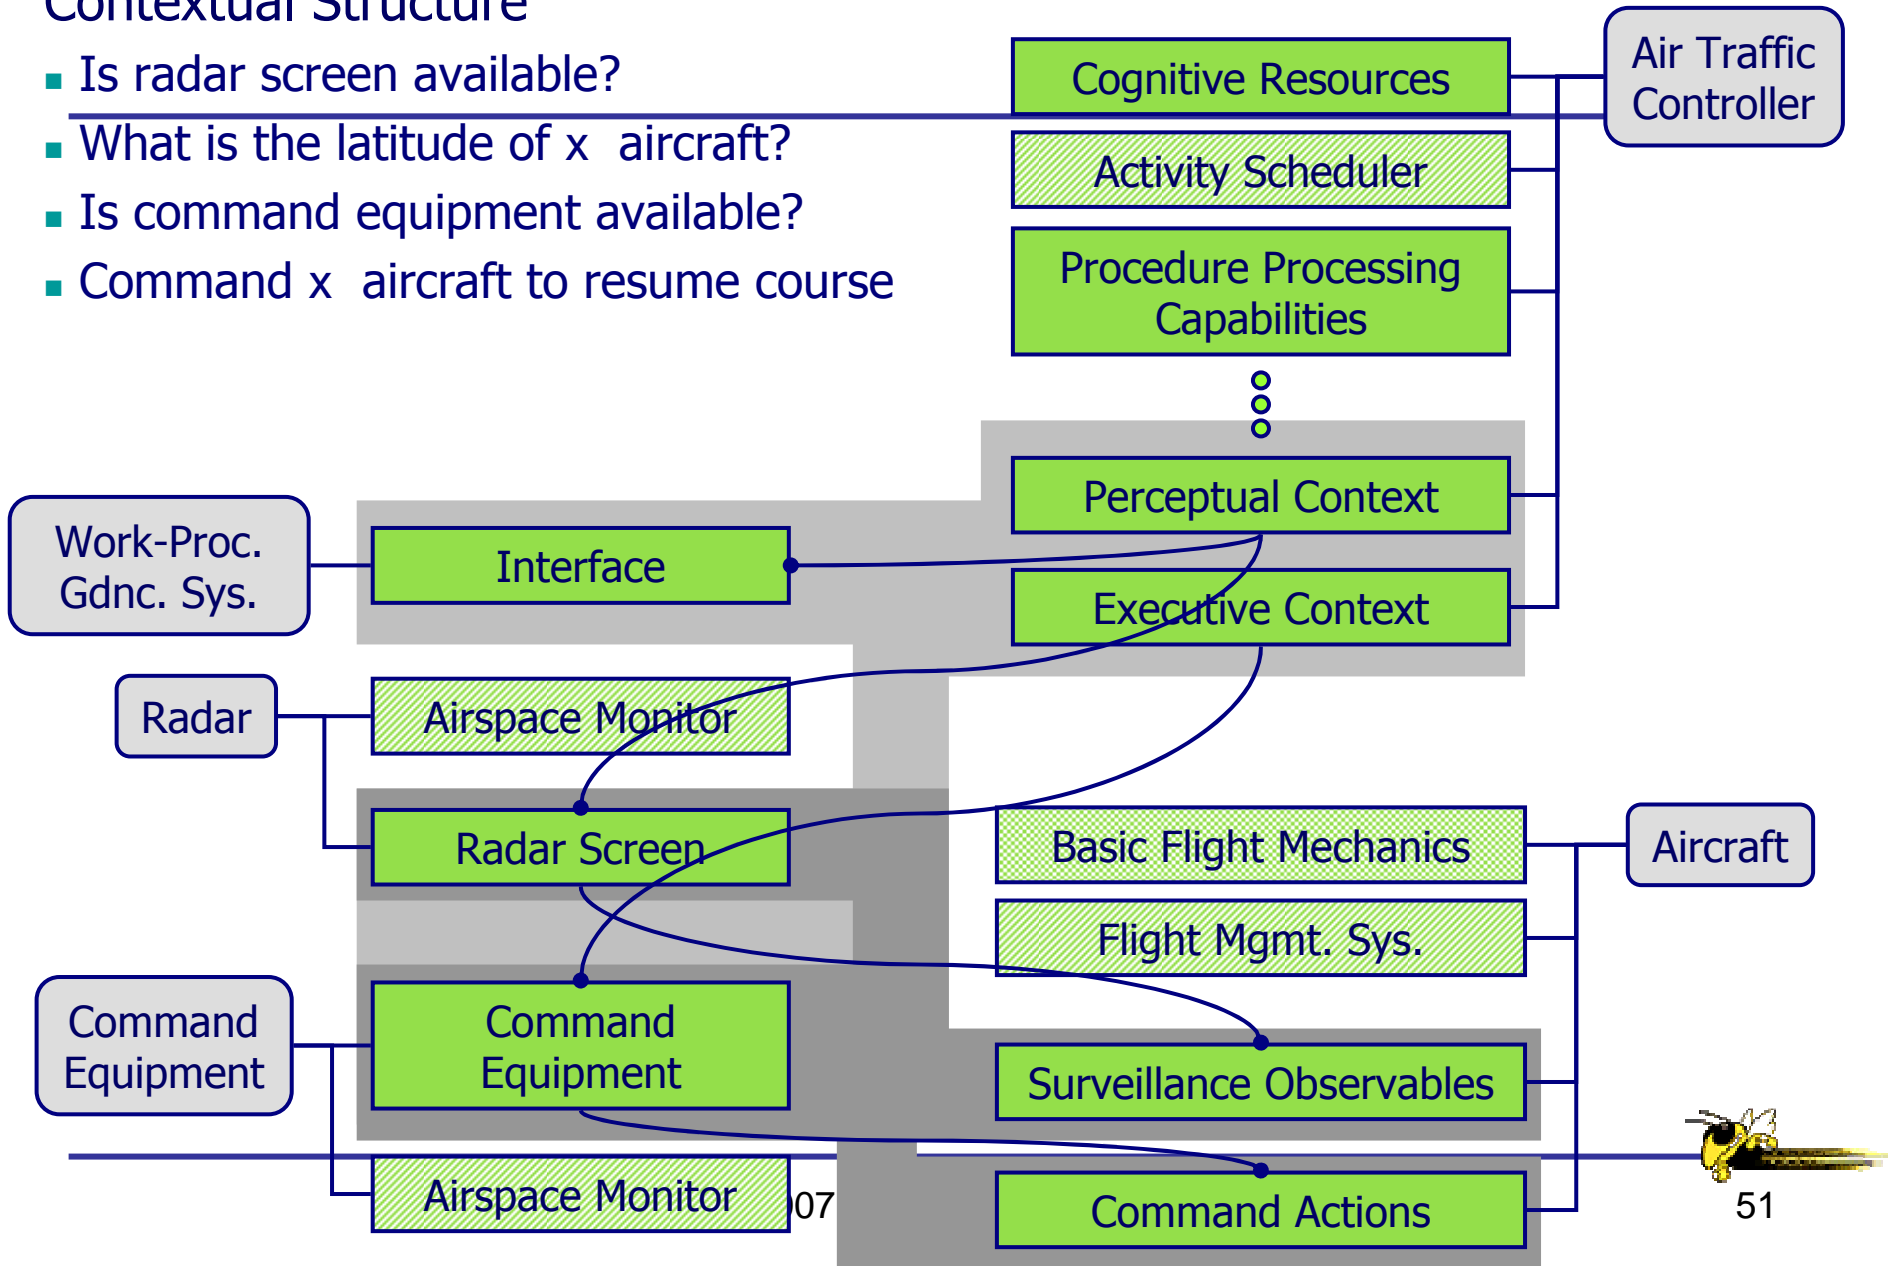 Contextual Structure
Is radar screen available?
What is the latitude of x aircraft?
Is command equipment available?
Command x aircraft to resume course
Cognitive Resources
Activity Scheduler
Procedure Processing
Capabilities
Perceptual Context
Executive Context
Air Traffic
Controller
Work-Proc.
Gdnc. Sys.
Interface
Radar
Airspace Monitor
Radar Screen
Basic Flight Mechanics
Flight Mgmt. Sys.
Aircraft
Command
Equipment
Command
Equipment
Surveillance Observables
Airspace Monitor
007
Command Actions
51